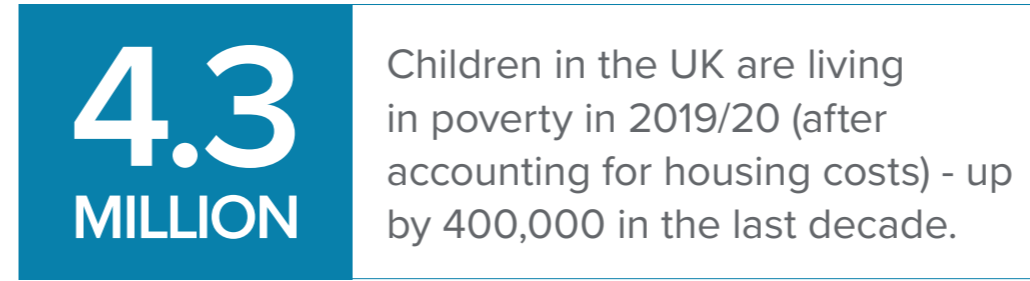 4.3
MILLION
Children in the UK are living
in poverty in 2019/20 (after
accounting for housing costs) - up
by 400,000 in the last decade.